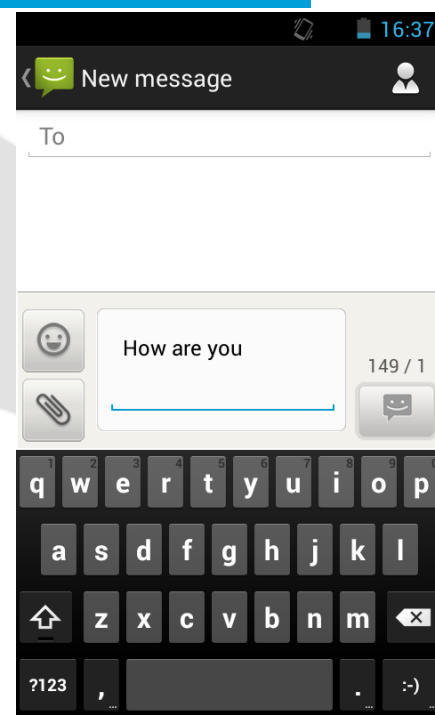 16:37
New message
To
How are you
149 / 1
1 2 3 4 5 6 7 8 9 0
q w e r t y u i o p
a s d f g h j k l
z x c v b n m
?123 , ... . ... :-) ...